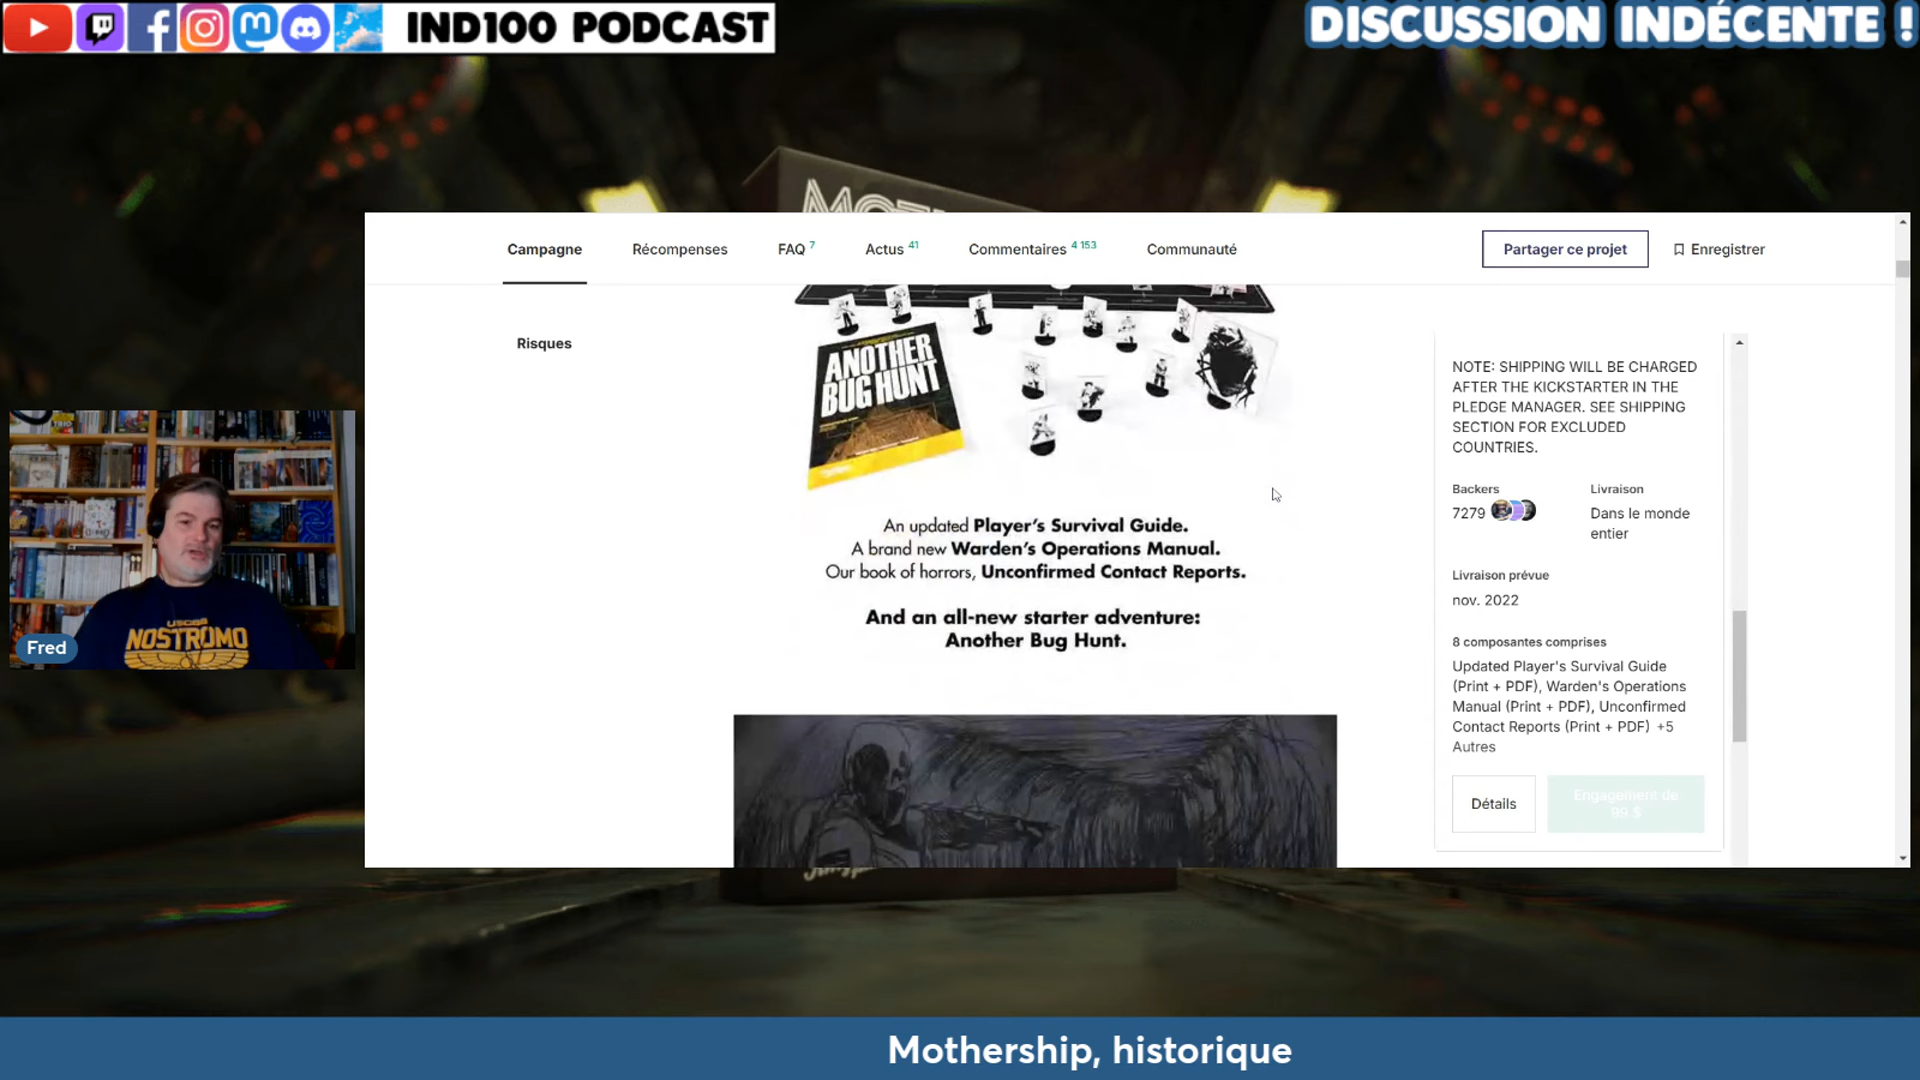 IND100 PODCAST
DISCUSSION INDÉCENTE !
Campagne
Récompenses
FAQ 7
Actus 41
Commentaires 4 153
Communauté
Partager ce projet
Enregistrer
Risques
ANOTHER
BUG HUNT
An updated Player's Survival Guide.
A brand new Warden's Operations Manual.
Our book of horrors, Unconfirmed Contact Reports.
And an all-new starter adventure:
Another Bug Hunt.
NOTE: SHIPPING WILL BE CHARGED
AFTER THE KICKSTARTER IN THE
PLEDGE MANAGER. SEE SHIPPING
SECTION FOR EXCLUDED
COUNTRIES.
Backers
7279
Livraison
Dans le monde
entier
Livraison prévue
nov. 2022
8 composantes comprises
Updated Player's Survival Guide
(Print + PDF), Warden's Operations
Manual (Print + PDF), Unconfirmed
Contact Reports (Print + PDF) +5
Autres
Détails
Engagement de
99 $
NOSTROMO
Fred
Mothership, historique